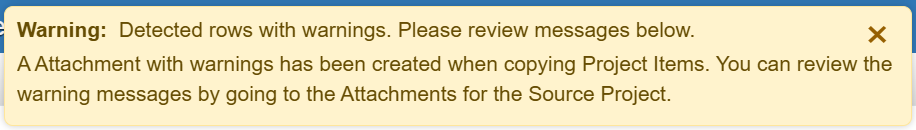 Warning: Detected rows with warnings. Please review messages below.
A Attachment with warnings has been created when copying Project Items. You can review the
warning messages by going to the Attachments for the Source Project.